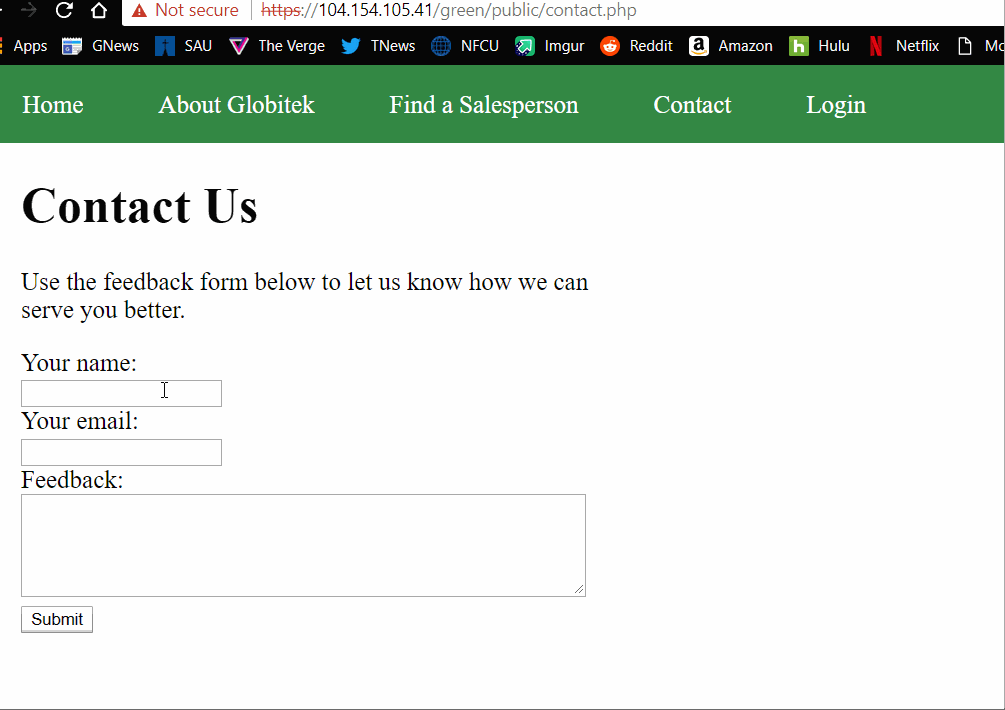 Not secure https://104.154.105.41/green/public/contact.php
Apps GNews SAU The Verge TNews NFCU Imgur Reddit a Amazon h Hulu N Netflix Mo
Home About Globitek Find a Salesperson Contact Login
Contact Us
Use the feedback form below to let us know how we can
serve you better.
Your name:
Your email:
Feedback:
Submit